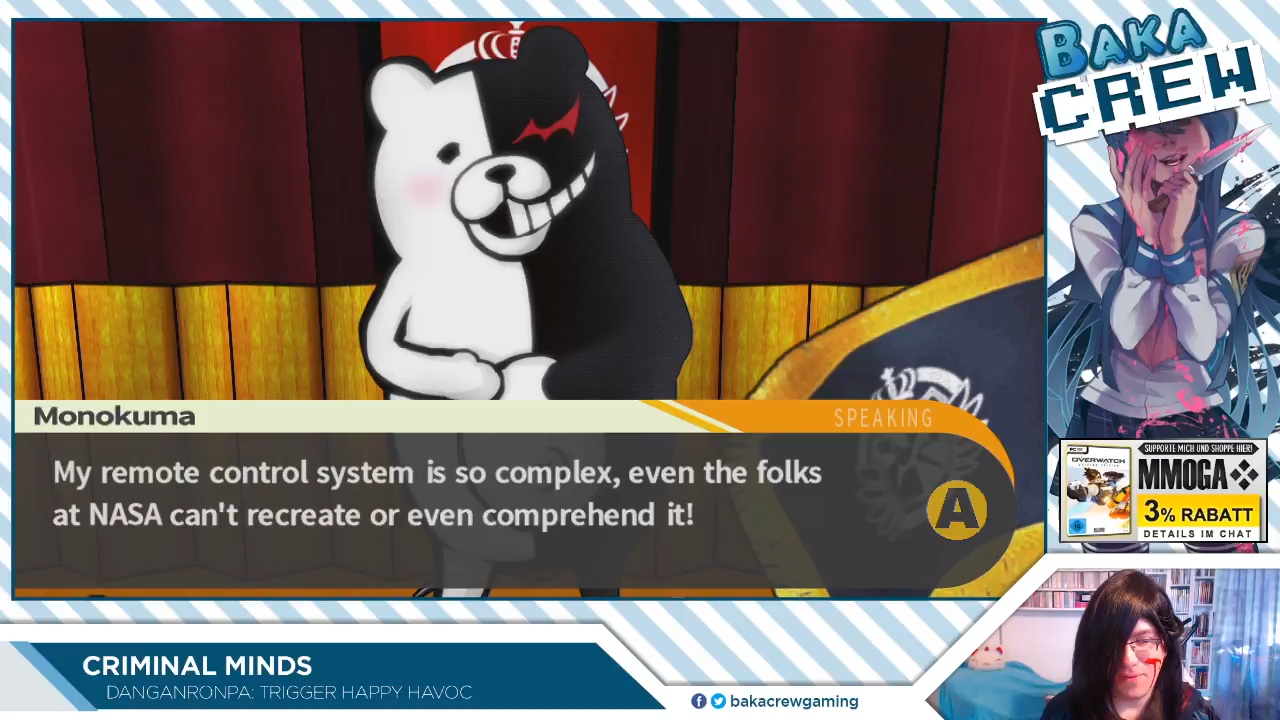 BAKA
CREW
Monokuma
SPEAKING
My remote control system is so complex, even the folks
at NASA can't recreate or even comprehend it!
A
SUPPORTE MICH UND SHOPPE HIER!
OVERWATCH
MMOGA
3% RABATT
DETAILS IM CHAT
CRIMINAL MINDS
DANGANRONPA: TRIGGER HAPPY HAVOC
bakacrewgaming